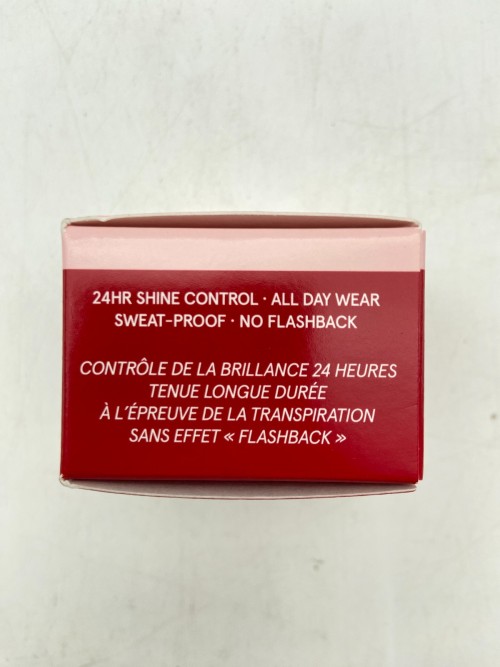 24HR SHINE CONTROL · ALL DAY WEAR
SWEAT-PROOF · NO FLASHBACK
CONTRÔLE DE LA BRILLANCE 24 HEURES
TENUE LONGUE DURÉE
À L'ÉPREUVE DE LA TRANSPIRATION
SANS EFFET « FLASHBACK »